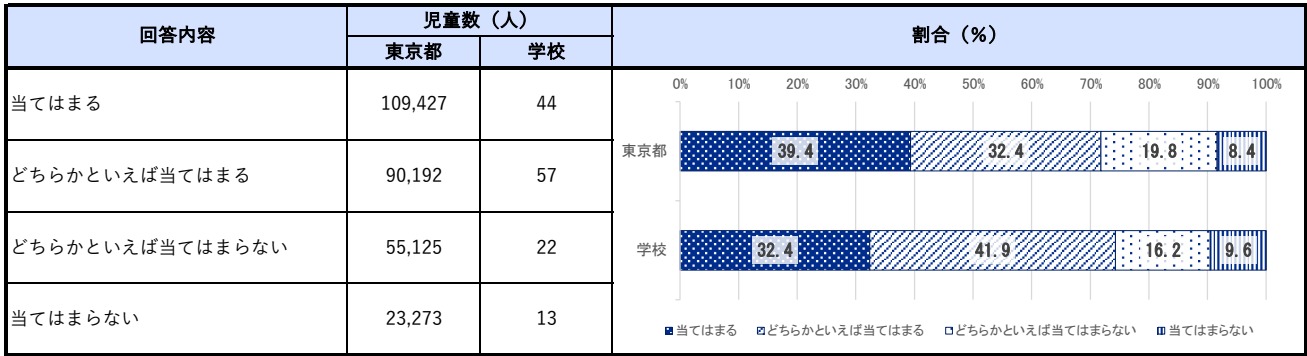 回答内容
児童数（人）
東京都
学校
割合（%）
当てはまる
109,427
44
どちらかといえば当てはまる
90,192
57
どちらかといえば当てはまらない
55,125
22
当てはまらない
23,273
13
0% 10% 20% 30% 40% 50% 60% 70% 80% 90% 100%
東京都 39.4 32.4 19.8 8.4
学校 32.4 41.9 16.2 9.6
当てはまる どちらかといえば当てはまる どちらかといえば当てはまらない 当てはまらない